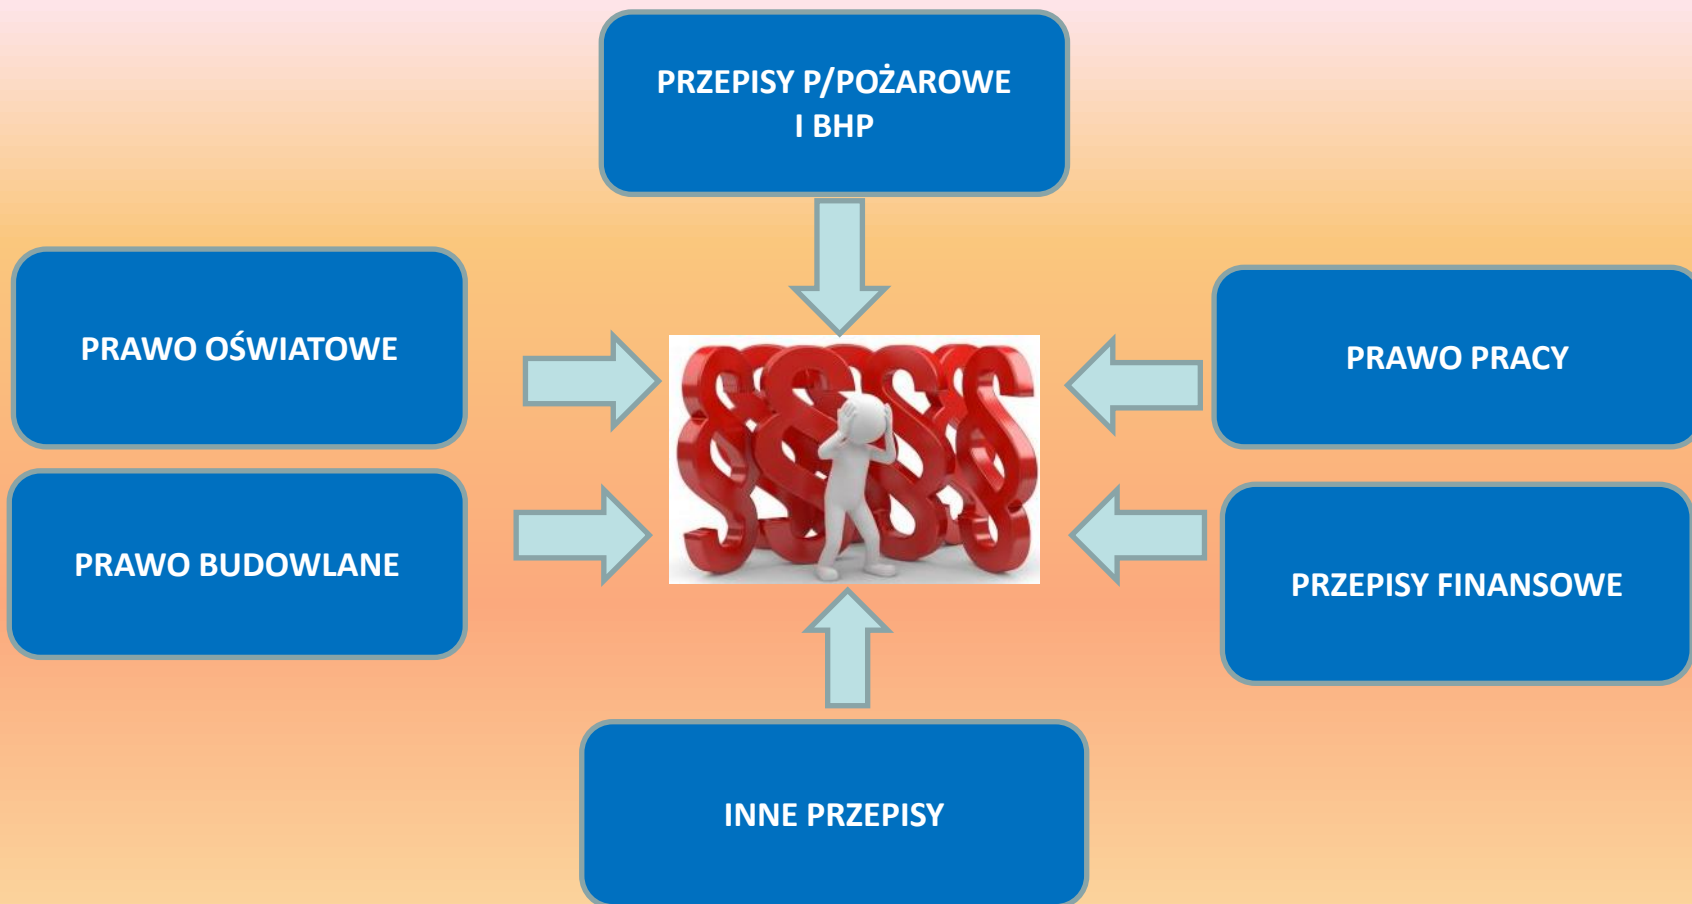 PRZEPISY P/POŻAROWE
I BHP
PRAWO OŚWIATOWE
PRAWO PRACY
PRAWO BUDOWLANE
PRZEPISY FINANSOWE
INNE PRZEPISY